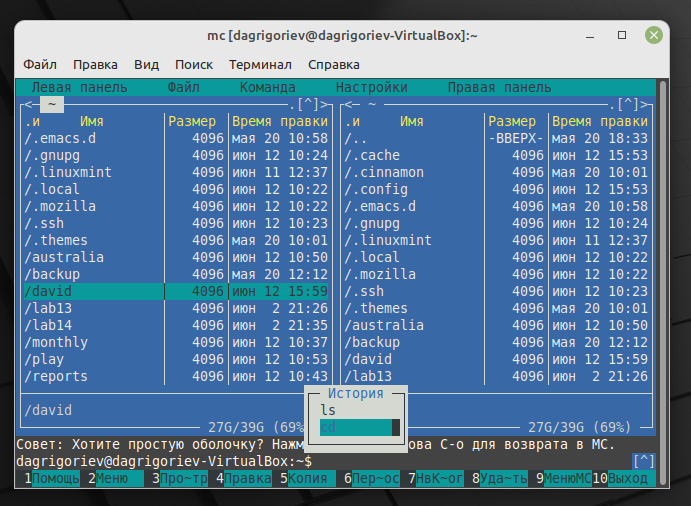 mc [dagrigoriev@dagrigoriev-VirtualBox]:~
Файл Правка Вид Поиск Терминал Справка
Левая панель Файл Команда Настройки Правая панель
<─ ~ .[^]> <─ ~ .[^]>
.и Имя Размер Время правки .и Имя Размер Время правки
/.emacs.d 4096 мая 20 10:58 /.. -ВВЕРХ- мая 20 18:33
/.gnupg 4096 июн 12 10:24 /.cache 4096 июн 12 15:53
/.linuxmint 4096 июн 11 12:37 /.cinnamon 4096 мая 20 10:01
/.local 4096 июн 12 10:22 /.config 4096 июн 12 15:53
/.mozilla 4096 июн 12 10:22 /.emacs.d 4096 мая 20 10:58
/.ssh 4096 июн 12 10:23 /.gnupg 4096 июн 12 10:24
/.themes 4096 мая 20 10:01 /.linuxmint 4096 июн 11 12:37
/australia 4096 июн 12 10:50 /.local 4096 июн 12 10:22
/backup 4096 мая 20 12:12 /.mozilla 4096 июн 12 10:22
/david 4096 июн 12 15:59 /.ssh 4096 июн 12 10:23
/lab13 4096 июн 2 21:26 /.themes 4096 мая 20 10:01
/lab14 4096 июн 2 21:35 /australia 4096 июн 12 10:50
/monthly 4096 июн 12 10:37 /backup 4096 мая 20 12:12
/play 4096 июн 12 10:53 /david 4096 июн 12 15:59
/reports 4096 июн 12 10:43 /lab13 4096 июн 2 21:26
История
ls
/david
cd
27G/39G (69% 27G/39G (69%)
Совет: Хотите простую оболочку? Нажм ова C-o для возврата в MC.
dagrigoriev@dagrigoriev-VirtualBox:~$ [^]
1Помощь 2Меню 3Про~тр 4Правка 5Копия 6Пер~ос 7НвК~ог 8Уда~ть 9МенюMC 10Выход